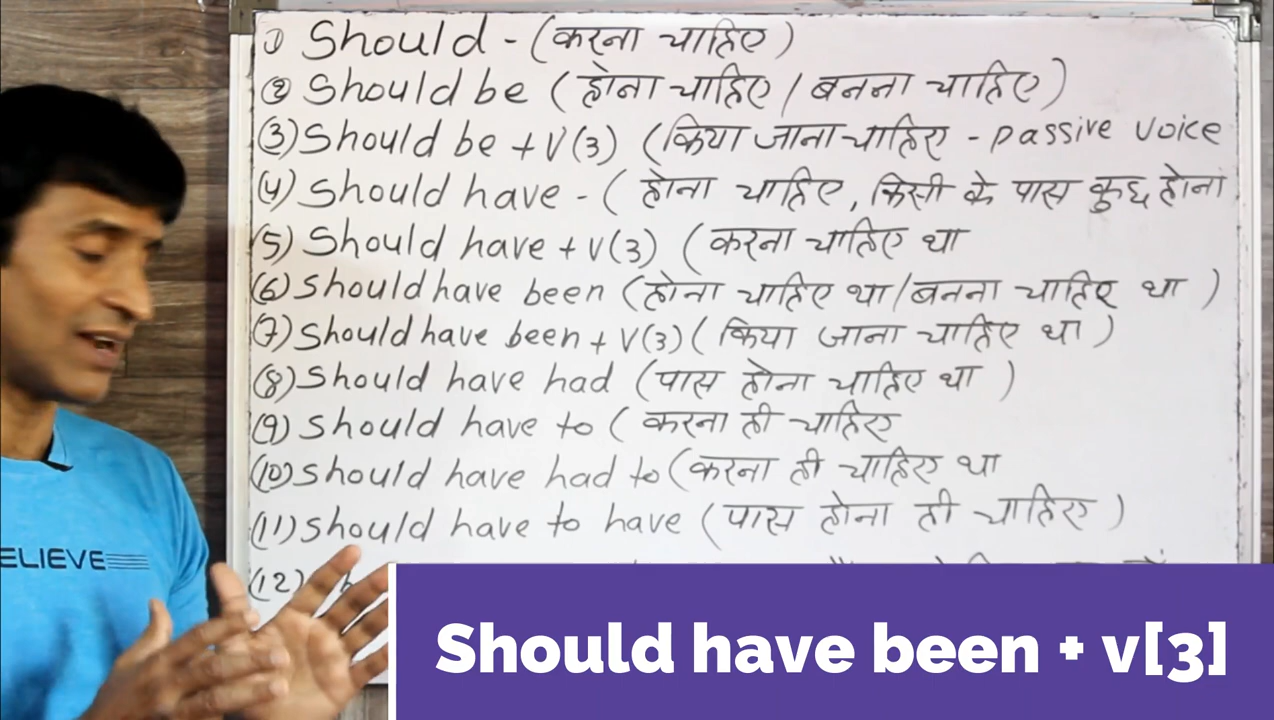 1) Should - (करना चाहिए)
(2) Should be (होना चाहिए / बनना चाहिए)
(3) Should be + V(3) (किया जाना चाहिए - passive voice
(4) Should have - ( होना चाहिए, किसी के पास कुछ होना
(5) Should have + V(3) (करना चाहिए था
(6) Should have been (होना चाहिए था/बनना चाहिए था )
(7) Should have been + V(3) ( किया जाना चाहिए था )
(8) Should have had (पास होना चाहिए था )
(9) Should have to ( करना ही चाहिए
(10) Should have had to (करना ही चाहिए था
(11) Should have to have (पास होना ही चाहिए )
(12)
ELIEVE
Should have been + v[3]